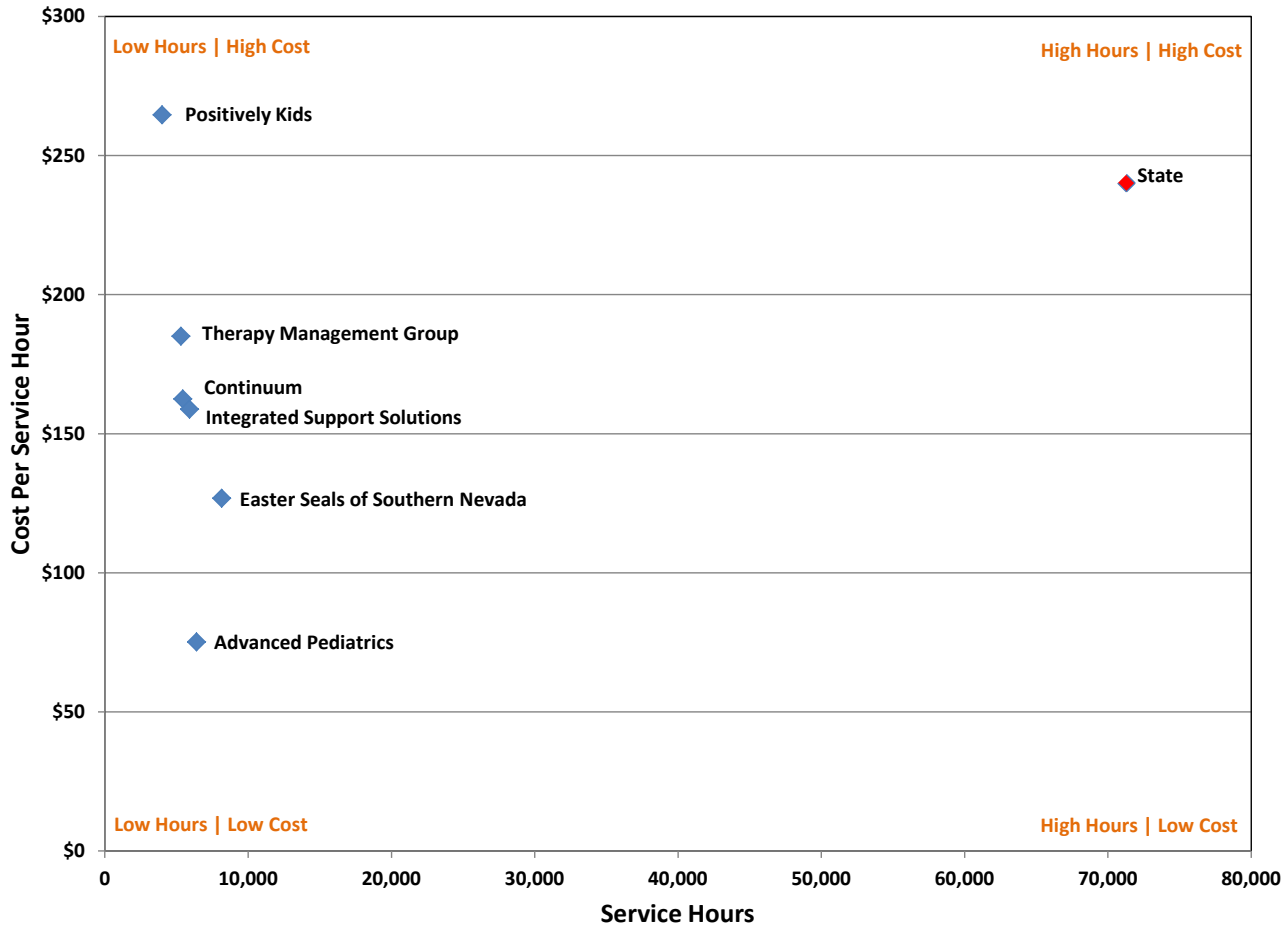 $300
Low Hours | High Cost
High Hours | High Cost
Positively Kids
$250
State
$200
Therapy Management Group
Continuum
Integrated Support Solutions
$150
Easter Seals of Southern Nevada
$100
Advanced Pediatrics
$50
Low Hours | Low Cost
High Hours | Low Cost
$0
Cost Per Service Hour
0 10,000 20,000 30,000 40,000 50,000 60,000 70,000 80,000
Service Hours